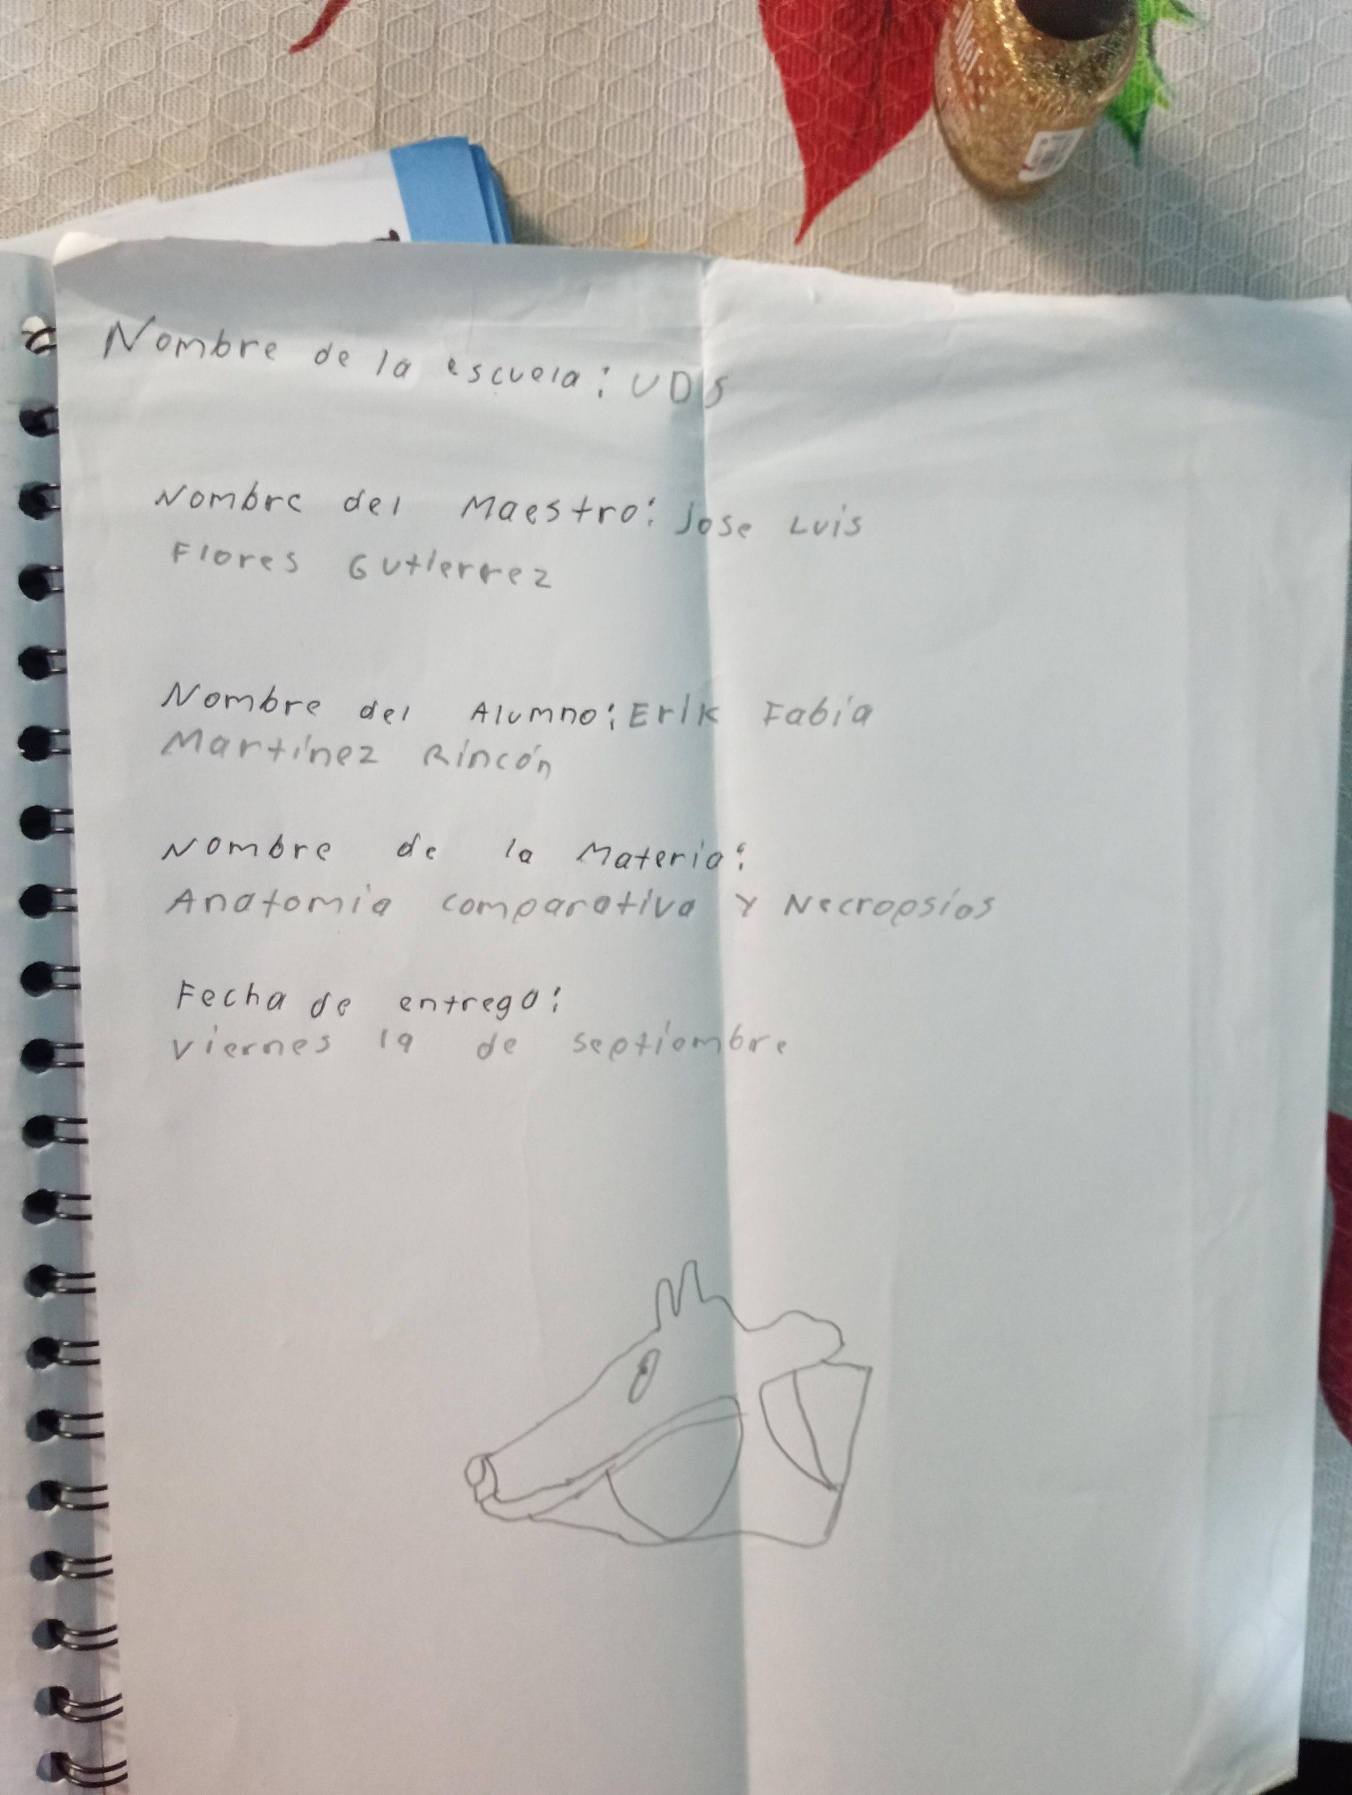 Nombre de la escuela: UDS
Nombre del Maestro: Jose Luis
Flores Gutierrez
Nombre del Alumno: Erik Fabia
Martínez Rincón
Nombre de la Materia:
Anatomia comparativa y Necropsias
Fecha de entrega:
viernes 19 de septiembre